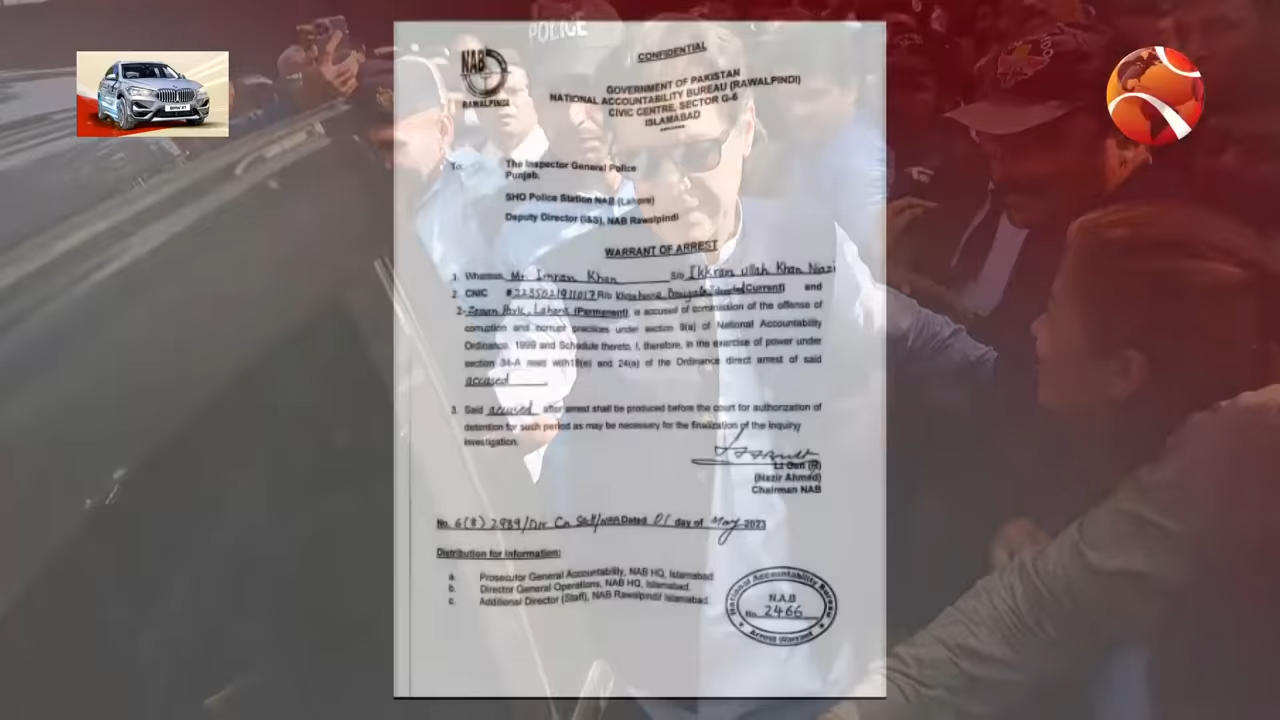 POLICE
NAB
RAWALPINDI
CONFIDENTIAL
GOVERNMENT OF PAKISTAN
NATIONAL ACCOUNTABILITY BUREAU (RAWALPINDI)
CIVIC CENTRE, SECTOR G-6
ISLAMABAD
To:
The Inspector General Police
Punjab.
SHO Police Station NAB (Lahore)
Deputy Director (I&S), NAB Rawalpindi
WARRANT OF ARREST
1. Whereas Mr. Imran Khan S/o Ikkram ullah Khan Niazi
2. CNIC # R/o (Current) and
2- Zaman Park, Lahore (Permanent), is accused of commission of the offense of
corruption and corrupt practices under section 9(a) of National Accountability
Ordinance, 1999 and Schedule thereto, I, therefore, in the exercise of power under
section 34-A read with18(e) and 24(a) of the Ordinance direct arrest of said
accused
3. Said accused after arrest shall be produced before the court for authorization of
detention for such period as may be necessary for the finalization of the inquiry/
investigation.
Lt Gen (R)
(Nazir Ahmed)
Chairman NAB
No. Dated 01 day of May 2023
Distribution for Information:
a. Prosecutor General Accountability, NAB HQ, Islamabad
b. Director General Operations, NAB HQ, Islamabad.
c. Additional Director (Staff), NAB Rawalpindi Islamabad.
National Accountability Bureau
N.A.B
No. 2466
Arrest Warrant
BMW X1